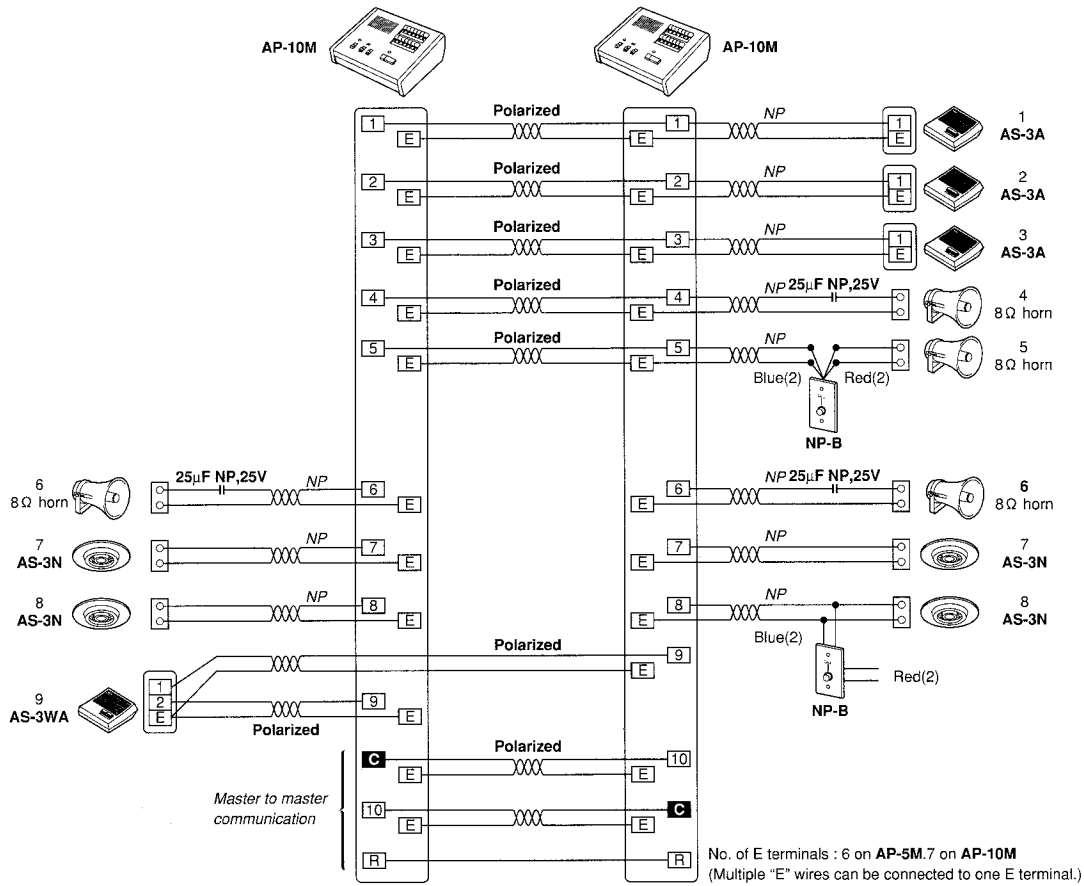 AP-10M AP-10M
1 Polarized 1 NP 1 1
E E E AS-3A
2 Polarized 2 NP 1 2
E E E AS-3A
3 Polarized 3 NP 1 3
E E E AS-3A
4 Polarized 4 NP 25µF NP,25V 4
E E 8Ω horn
5 Polarized 5 NP 5
E E 8Ω horn
Blue(2) Red(2)
NP-B
6 25µF NP,25V NP 6 6 NP 25µF NP,25V 6
8Ω horn E E 8Ω horn
7 NP 7 7 NP 7
AS-3N E E AS-3N
8 NP 8 8 NP 8
AS-3N E E AS-3N
Blue(2)
Polarized 9
E
Red(2)
NP-B
9 1
AS-3WA 2 9
E E
Polarized
C Polarized 10
E E
Master to master
communication
10 C
E E
R R
No. of E terminals : 6 on AP-5M.7 on AP-10M
(Multiple "E" wires can be connected to one E terminal.)